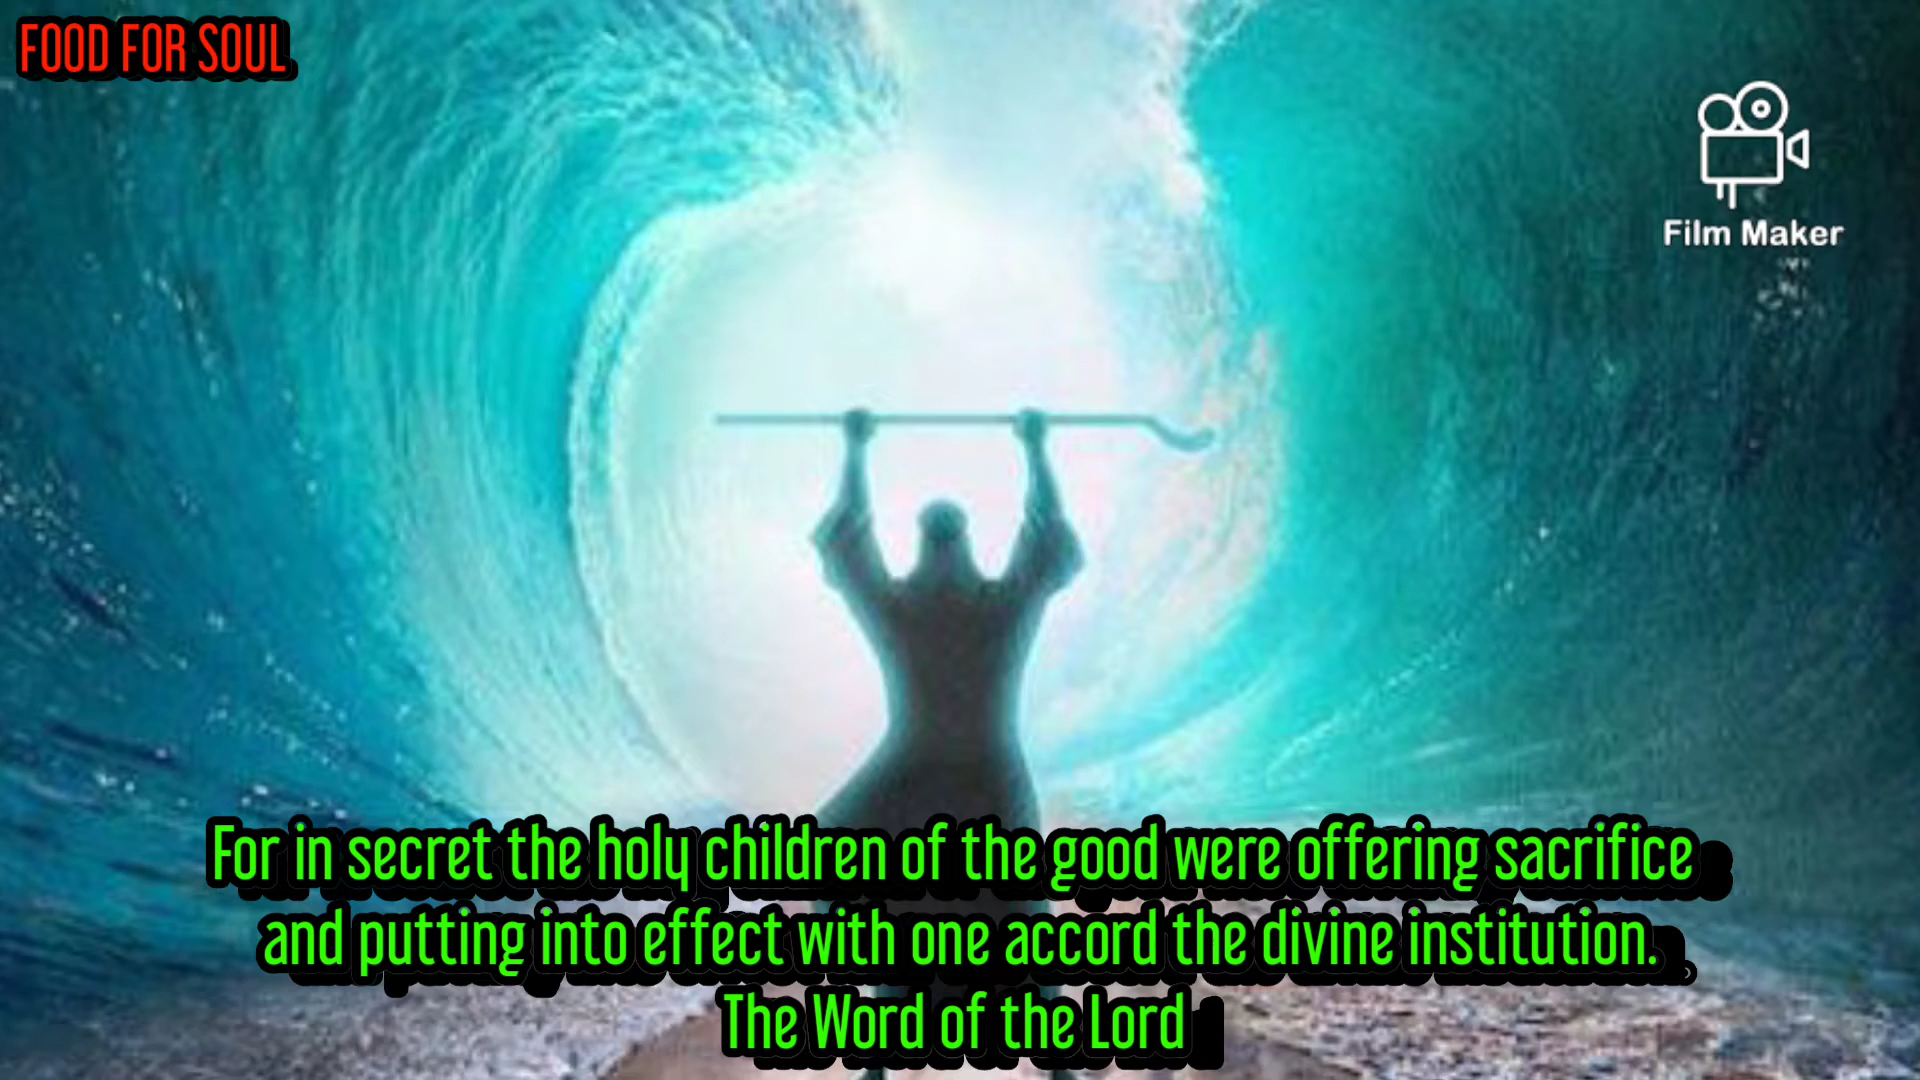 FOOD FOR SOUL
Film Maker
For in secret the holy children of the good were offering sacrifice
and putting into effect with one accord the divine institution.
The Word of the Lord